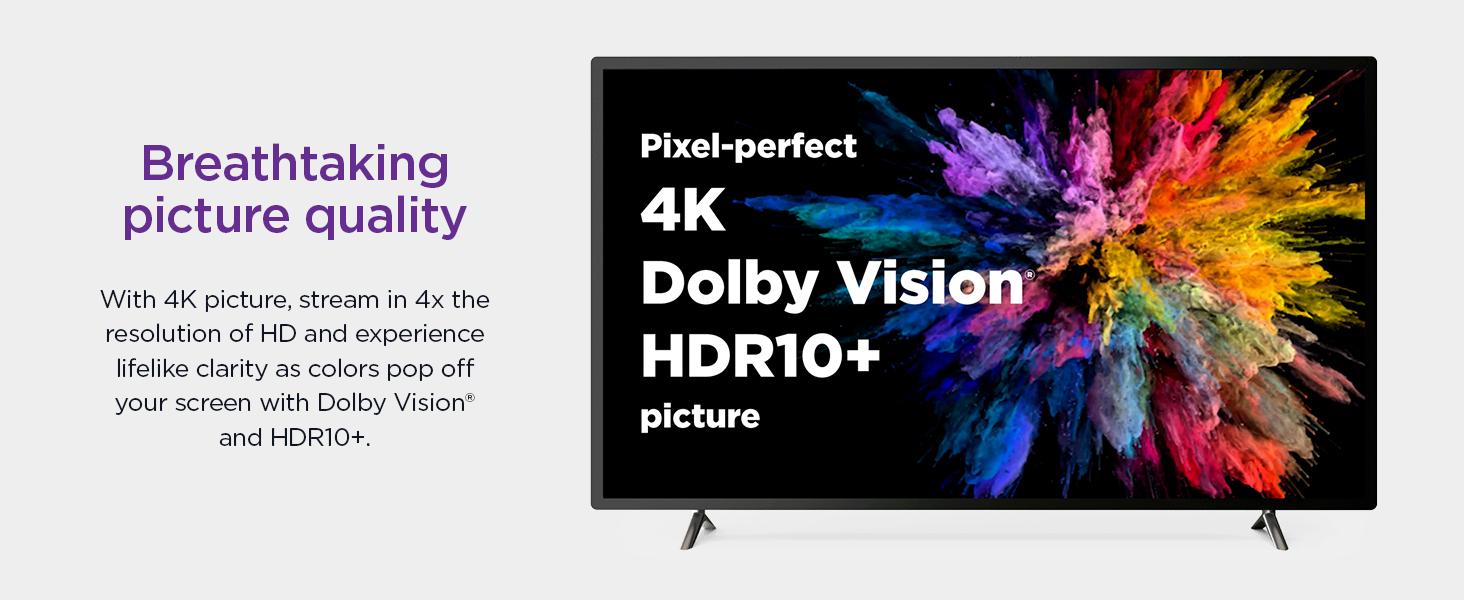 Breathtaking
picture quality
With 4K picture, stream in 4x the
resolution of HD and experience
lifelike clarity as colors pop off
your screen with Dolby Vision®
and HDR10+.
Pixel-perfect
4K
Dolby Vision®
HDR10+
picture